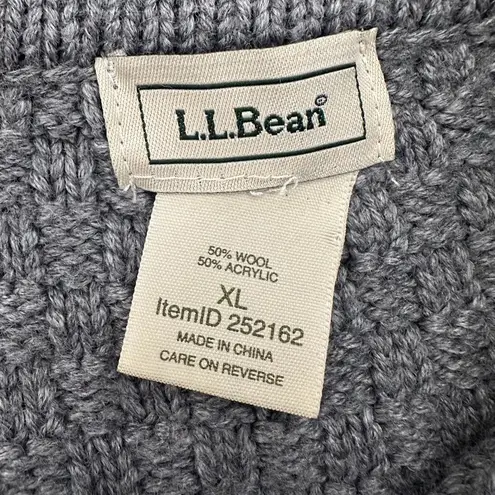 L.L.Bean®
50% WOOL
50% ACRYLIC
XL
ItemID 252162
MADE IN CHINA
CARE ON REVERSE